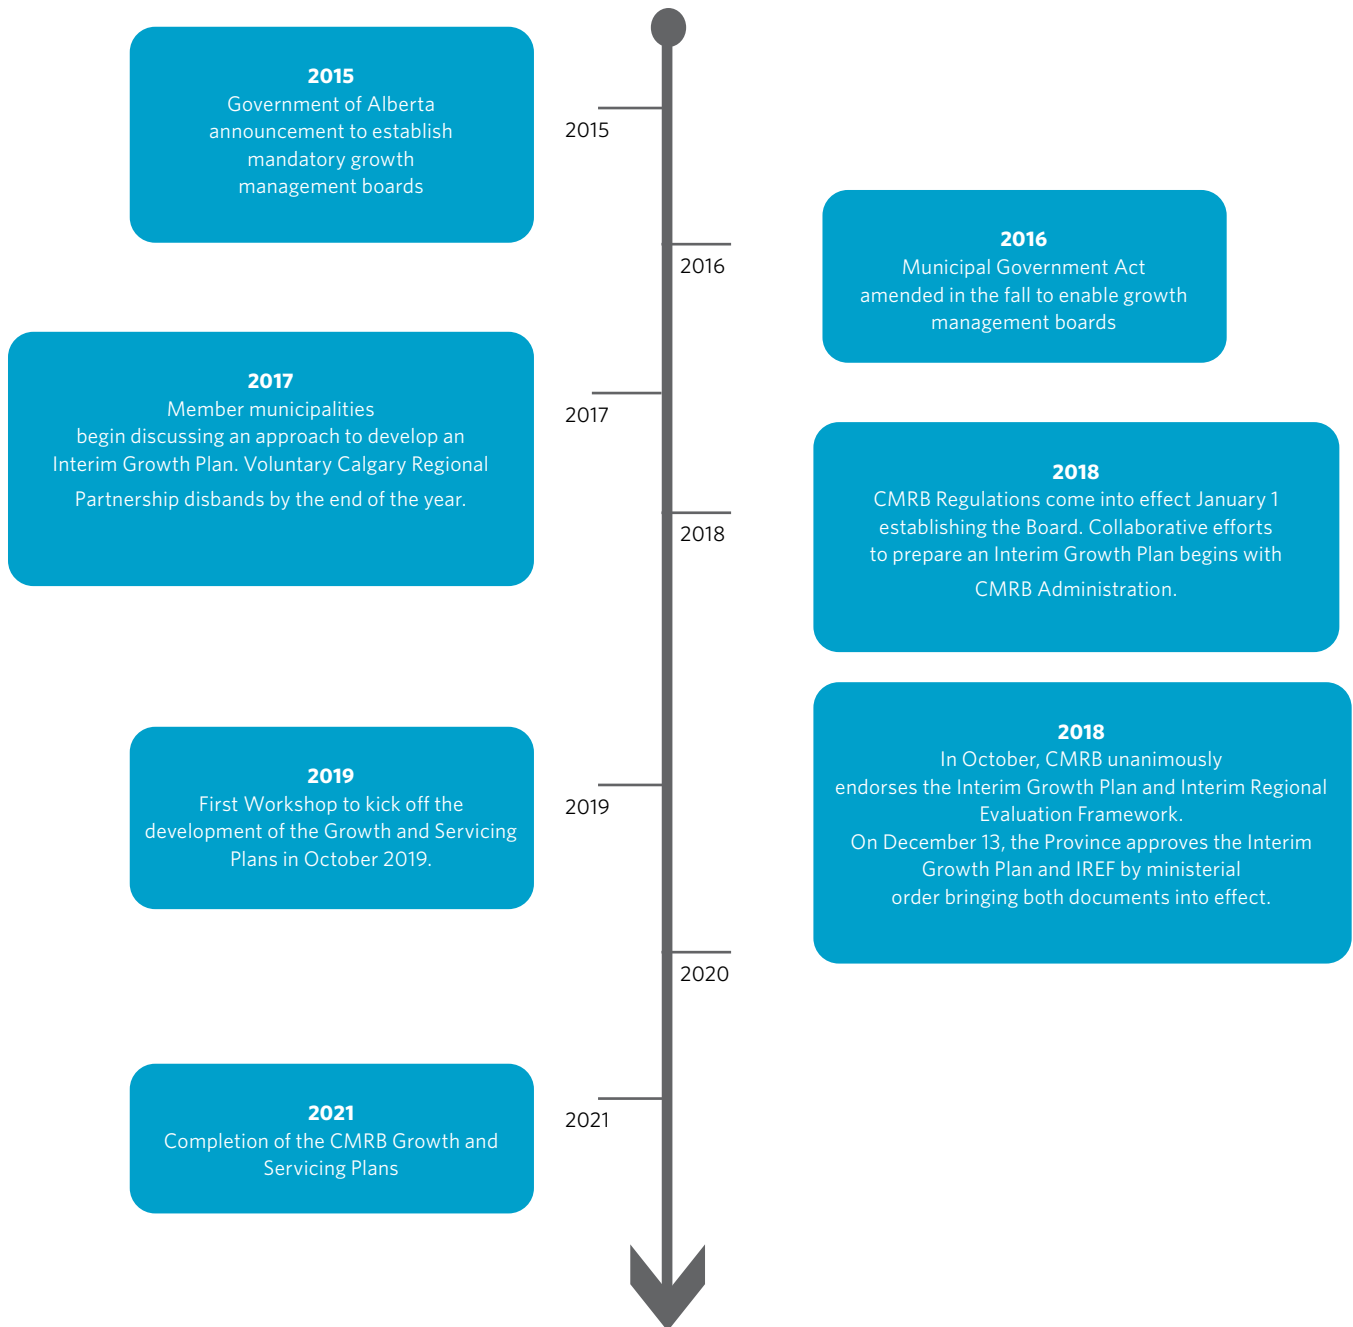 2015
Government of Alberta
announcement to establish
mandatory growth
management boards
2015
2016
2016
Municipal Government Act
amended in the fall to enable growth
management boards
2017
Member municipalities
begin discussing an approach to develop an
Interim Growth Plan. Voluntary Calgary Regional
Partnership disbands by the end of the year.
2017
2018
2018
CMRB Regulations come into effect January 1
establishing the Board. Collaborative efforts
to prepare an Interim Growth Plan begins with
CMRB Administration.
2018
In October, CMRB unanimously
endorses the Interim Growth Plan and Interim Regional
Evaluation Framework.
On December 13, the Province approves the Interim
Growth Plan and IREF by ministerial
order bringing both documents into effect.
2019
First Workshop to kick off the
development of the Growth and Servicing
Plans in October 2019.
2019
2020
2021
Completion of the CMRB Growth and
Servicing Plans
2021